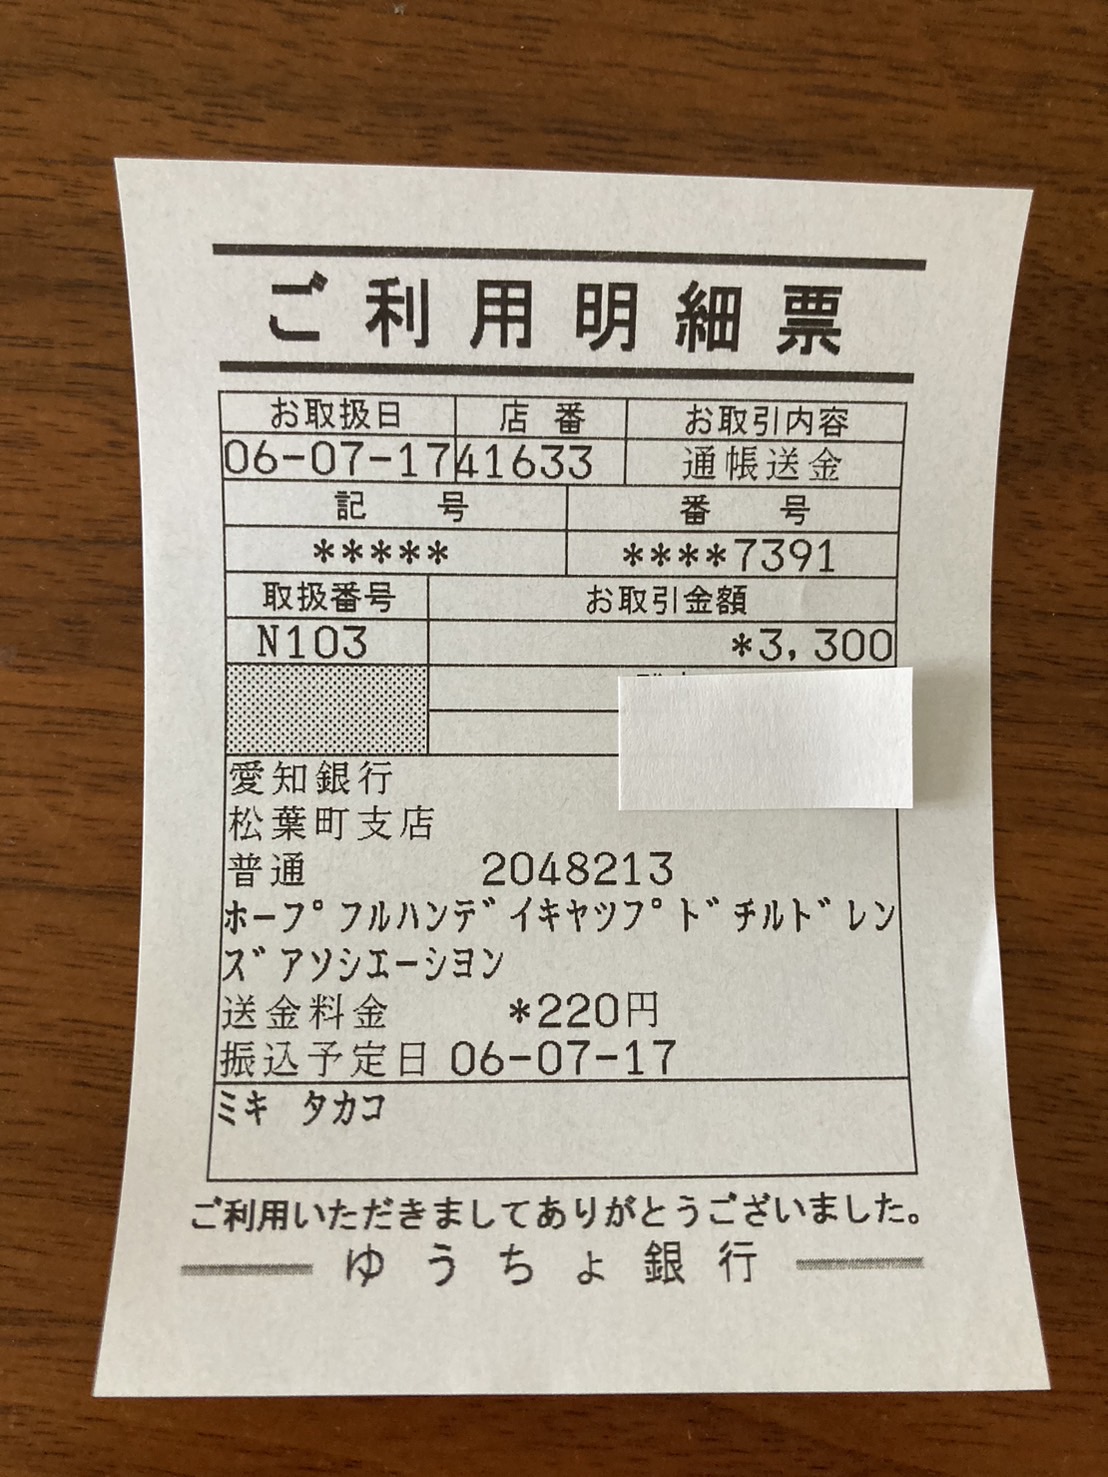 ご利用明細票
お取扱日 店番 お取引内容
06-07-17 41633 通帳送金
記号 番号
***** ****7391
取扱番号 お取引金額
N103 *3,300
愛知銀行
松葉町支店
普通 2048213
ホープフルハンデイキャツプドチルドレン
ズアソシエーシヨン
送金料金 *220円
振込予定日 06-07-17
ミキ タカコ
ご利用いただきましてありがとうございました。
ゆうちょ銀行